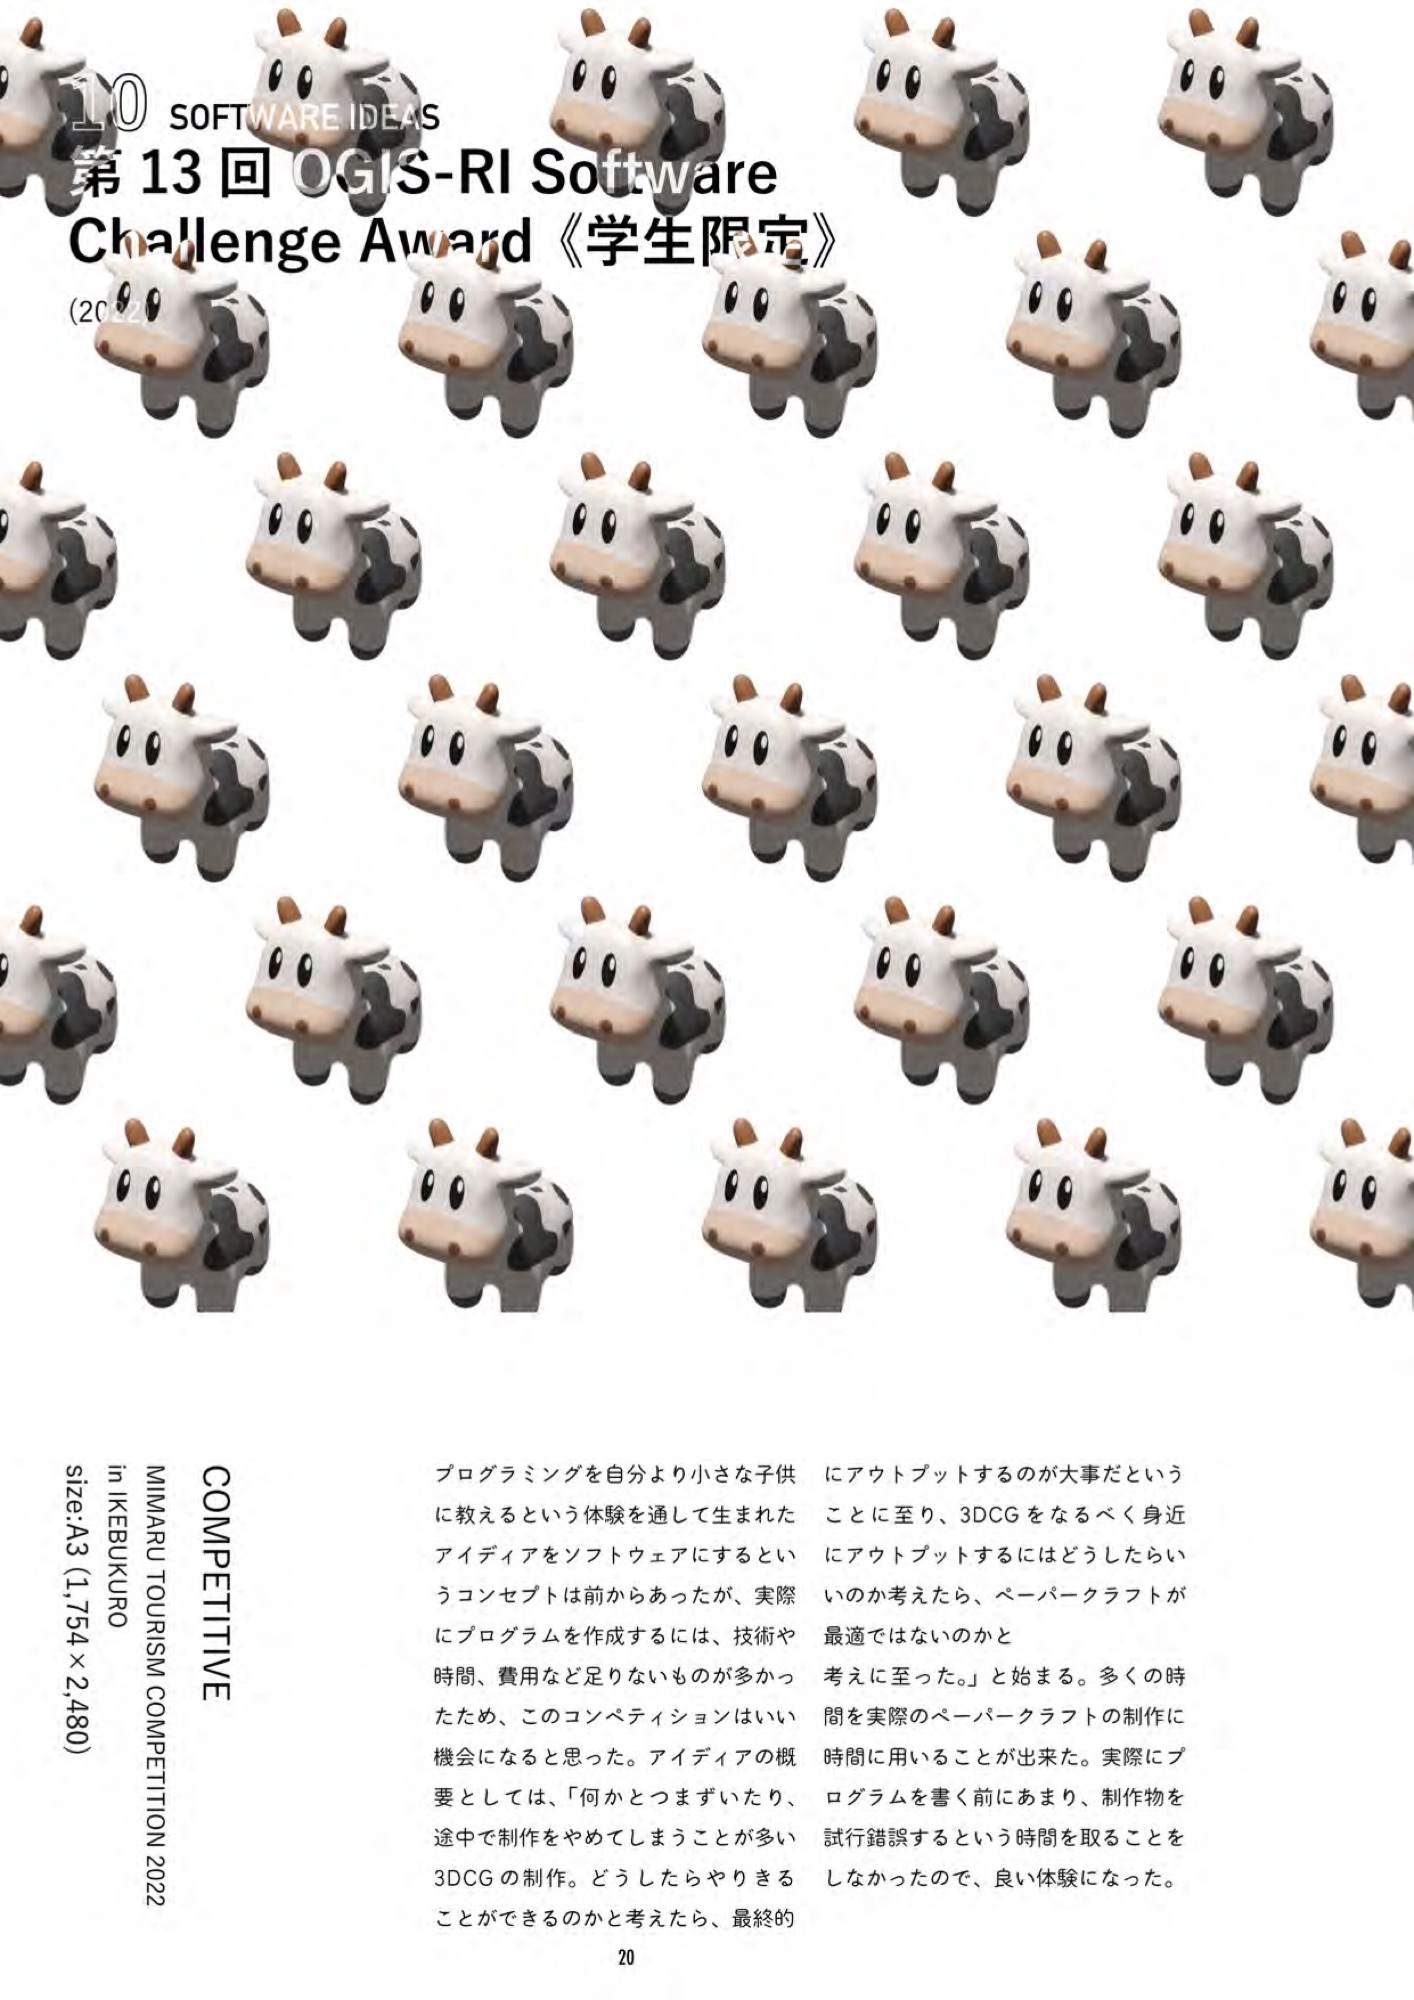 10 SOFTWARE IDEAS
第 13 回 OGIS-RI Software
Challenge Award《学生限定》
(2022)
COMPETITIVE
MIMARU TOURISM COMPETITION 2022
in IKEBUKURO
size:A3 (1,754 × 2,480)
プログラミングを自分より小さな子供
に教えるという体験を通して生まれた
アイディアをソフトウェアにするとい
うコンセプトは前からあったが、実際
にプログラムを作成するには、技術や
時間、費用など足りないものが多かっ
たため、このコンペティションはいい
機会になると思った。アイディアの概
要としては、「何かとつまずいたり、
途中で制作をやめてしまうことが多い
3DCG の制作。どうしたらやりきる
ことができるのかと考えたら、最終的
にアウトプットするのが大事だという
ことに至り、3DCG をなるべく身近
にアウトプットするにはどうしたらい
いのか考えたら、ペーパークラフトが
最適ではないのかと
考えに至った。」と始まる。多くの時
間を実際のペーパークラフトの制作に
時間に用いることが出来た。実際にプ
ログラムを書く前にあまり、制作物を
試行錯誤するという時間を取ることを
しなかったので、良い体験になった。
20